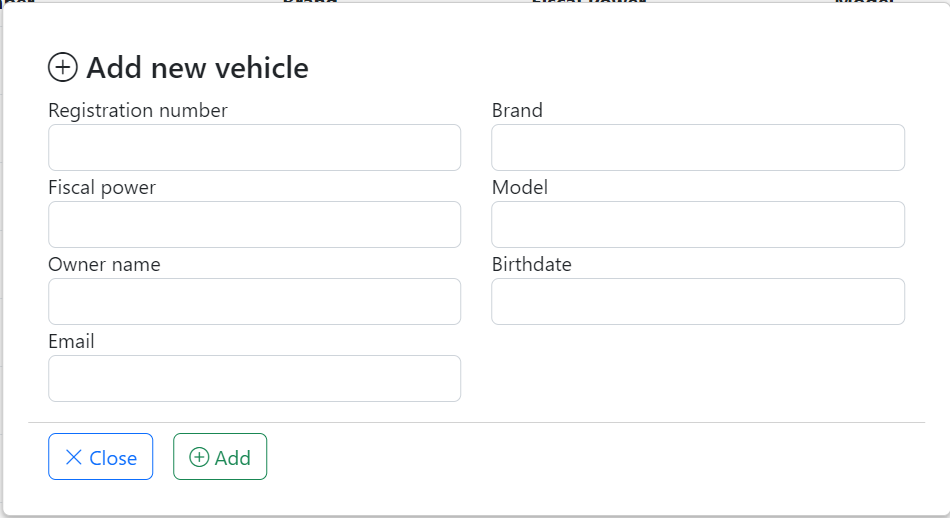 Add new vehicle
Registration number
Brand
Fiscal power
Model
Owner name
Birthdate
Email
Close
Add